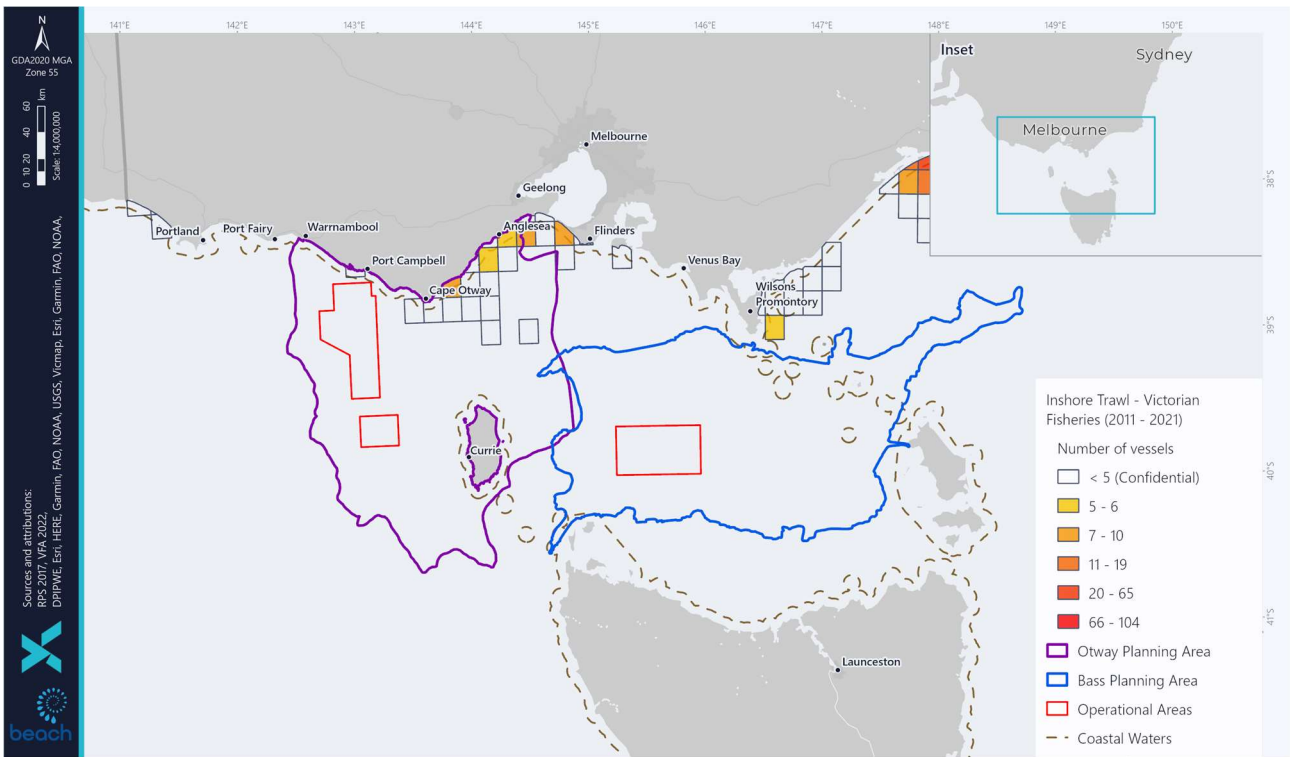 N
GDA2020 MGA
Zone 55
0 10 20 40 60
km
Scale: 1:4,000,000
Sources and attributions:
RPS 2017, VFA 2022,
DPIPWE, Esri, HERE, Garmin, FAO, NOAA, USGS, Vicmap, Esri, Garmin, FAO, NOAA,
beach
141°E
142°E
143°E
144°E
145°E
146°E
147°E
148°E
149°E
150°E
38°S
39°S
40°S
41°S
Inset
Sydney
Melbourne
Melbourne
Geelong
Portland
Port Fairy
Warrnambool
Anglesea
Flinders
Port Campbell
Venus Bay
Cape Otway
Wilsons
Promontory
Currie
Launceston
Inshore Trawl - Victorian
Fisheries (2011 - 2021)
Number of vessels
< 5 (Confidential)
5 - 6
7 - 10
11 - 19
20 - 65
66 - 104
Otway Planning Area
Bass Planning Area
Operational Areas
Coastal Waters